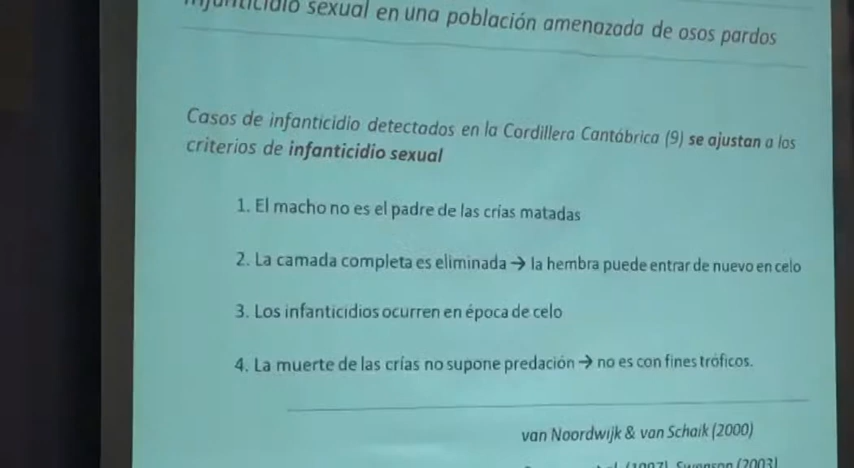 sexual en una población amenazada de osos pardos
Casos de infanticidio detectados en la Cordillera Cantábrica (9) se ajustan a los
criterios de infanticidio sexual
1. El macho no es el padre de las crías matadas
2. La camada completa es eliminada → la hembra puede entrar de nuevo en celo
3. Los infanticidios ocurren en época de celo
4. La muerte de las crías no supone predación → no es con fines tróficos.
van Noordwijk & van Schaik (2000)